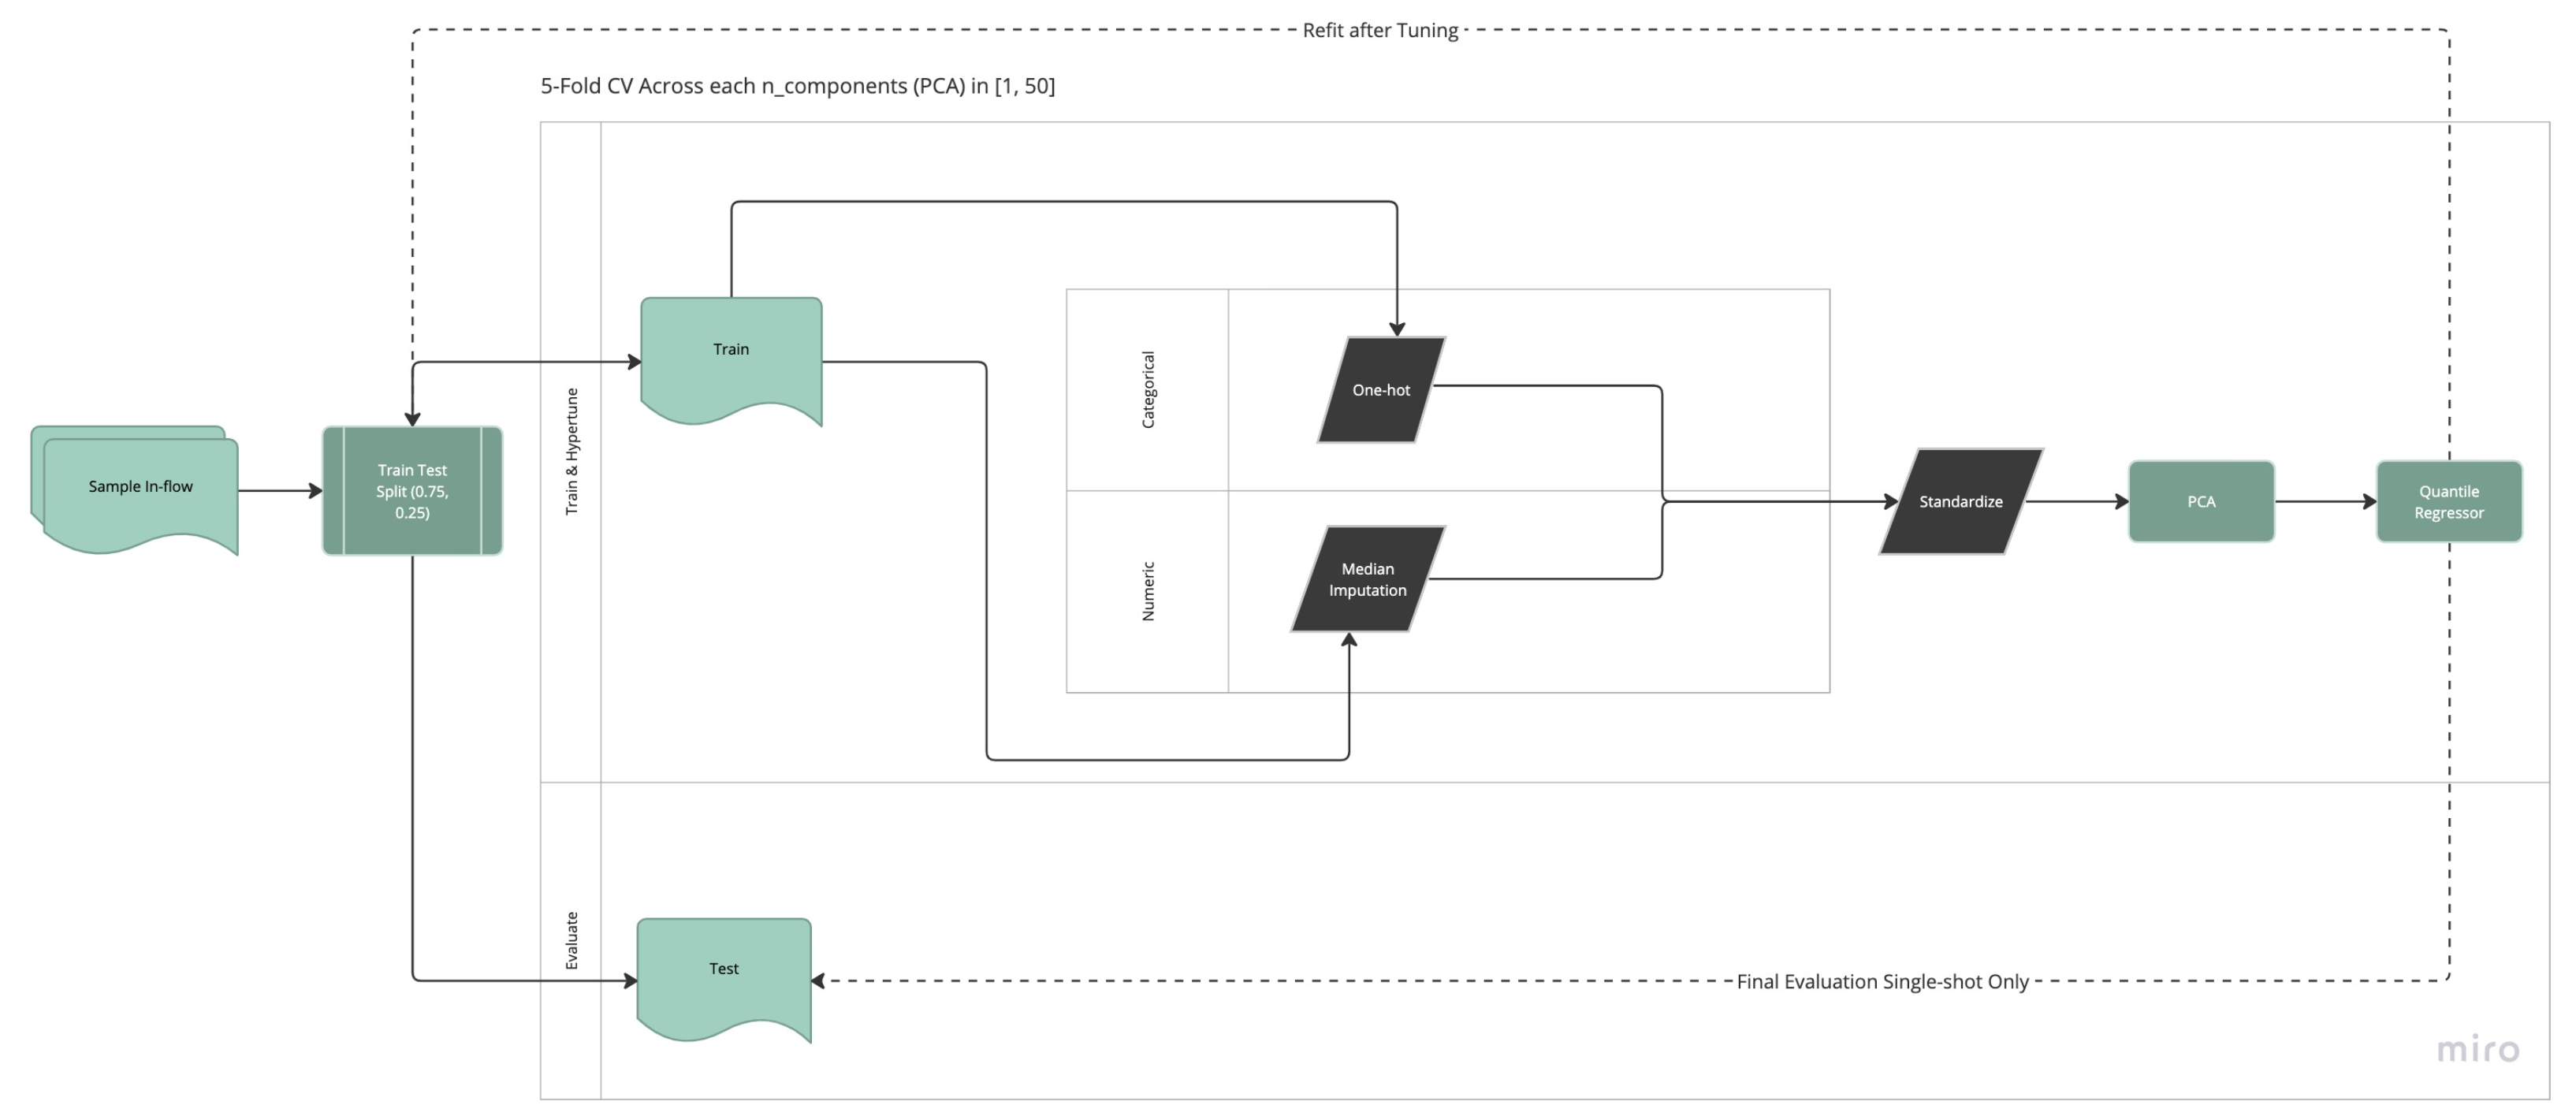 Refit after Tuning
5-Fold CV Across each n_components (PCA) in [1, 50]
Train & Hypertune
Train
Categorical
One-hot
Sample In-flow
Train Test
Split (0.75,
0.25)
Numeric
Median
Imputation
Standardize
PCA
Quantile
Regressor
Evaluate
Test
Final Evaluation Single-shot Only
miro